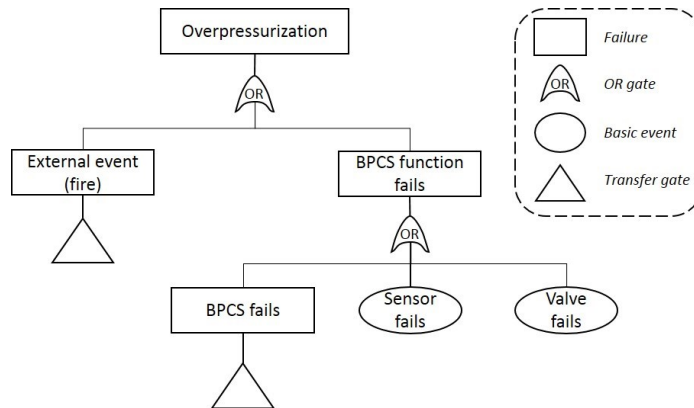 Overpressurization
OR
External event
(fire)
BPCS function
fails
OR
BPCS fails
Sensor
fails
Valve
fails
Failure
OR
OR gate
Basic event
Transfer gate